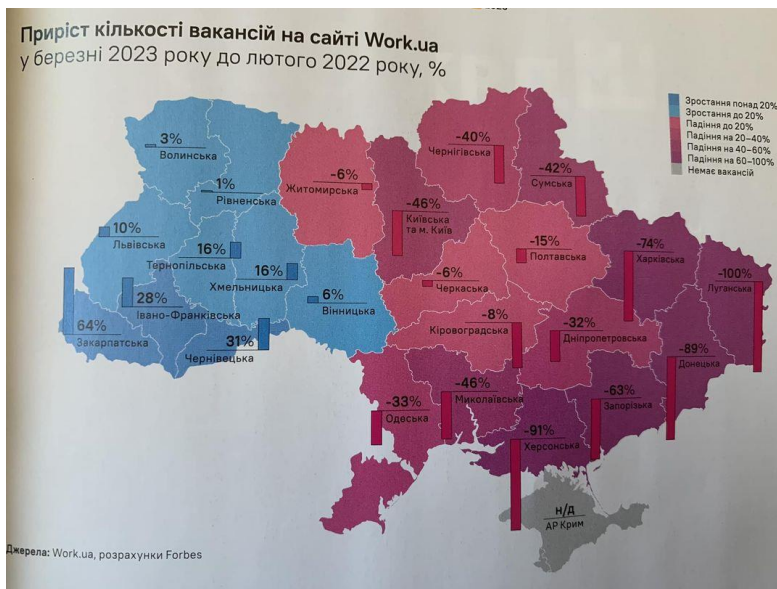 Приріст кількості вакансій на сайті Work.ua
у березні 2023 року до лютого 2022 року, %
Зростання понад 20%
Зростання до 20%
Падіння до 20%
Падіння на 20–40%
Падіння на 40–60%
Падіння на 60–100%
Немає вакансій
3%
Волинська
1%
Рівненська
-6%
Житомирська
-40%
Чернігівська
-42%
Сумська
-46%
Київська
та м. Київ
10%
Львівська
16%
Тернопільська
16%
Хмельницька
6%
Вінницька
-15%
Полтавська
-74%
Харківська
-100%
Луганська
-6%
Черкаська
28%
Івано-Франківська
64%
Закарпатська
31%
Чернівецька
-8%
Кіровоградська
-32%
Дніпропетровська
-89%
Донецька
-33%
Одеська
-46%
Миколаївська
-63%
Запорізька
-91%
Херсонська
н/д
АР Крим
Джерела: Work.ua, розрахунки Forbes